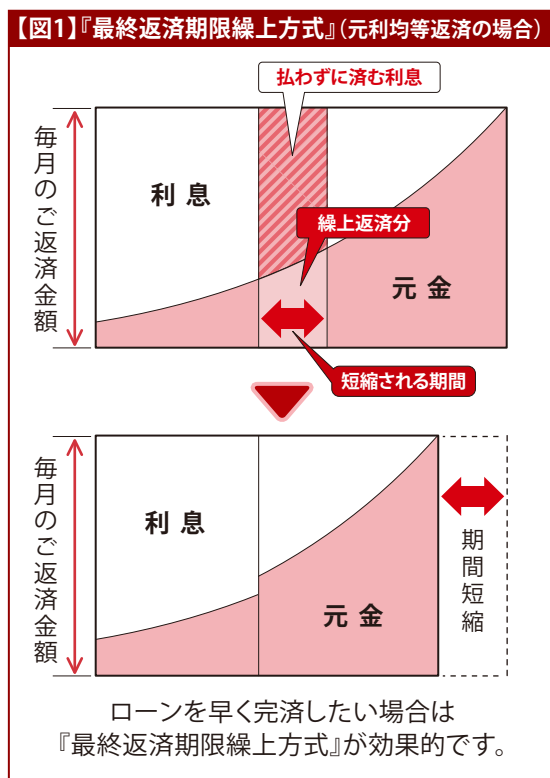 【図1】『最終返済期限繰上方式』(元利均等返済の場合)
払わずに済む利息
毎月のご返済金額
利息
繰上返済分
元金
短縮される期間
毎月のご返済金額
利息
元金
期間短縮
ローンを早く完済したい場合は
『最終返済期限繰上方式』が効果的です。